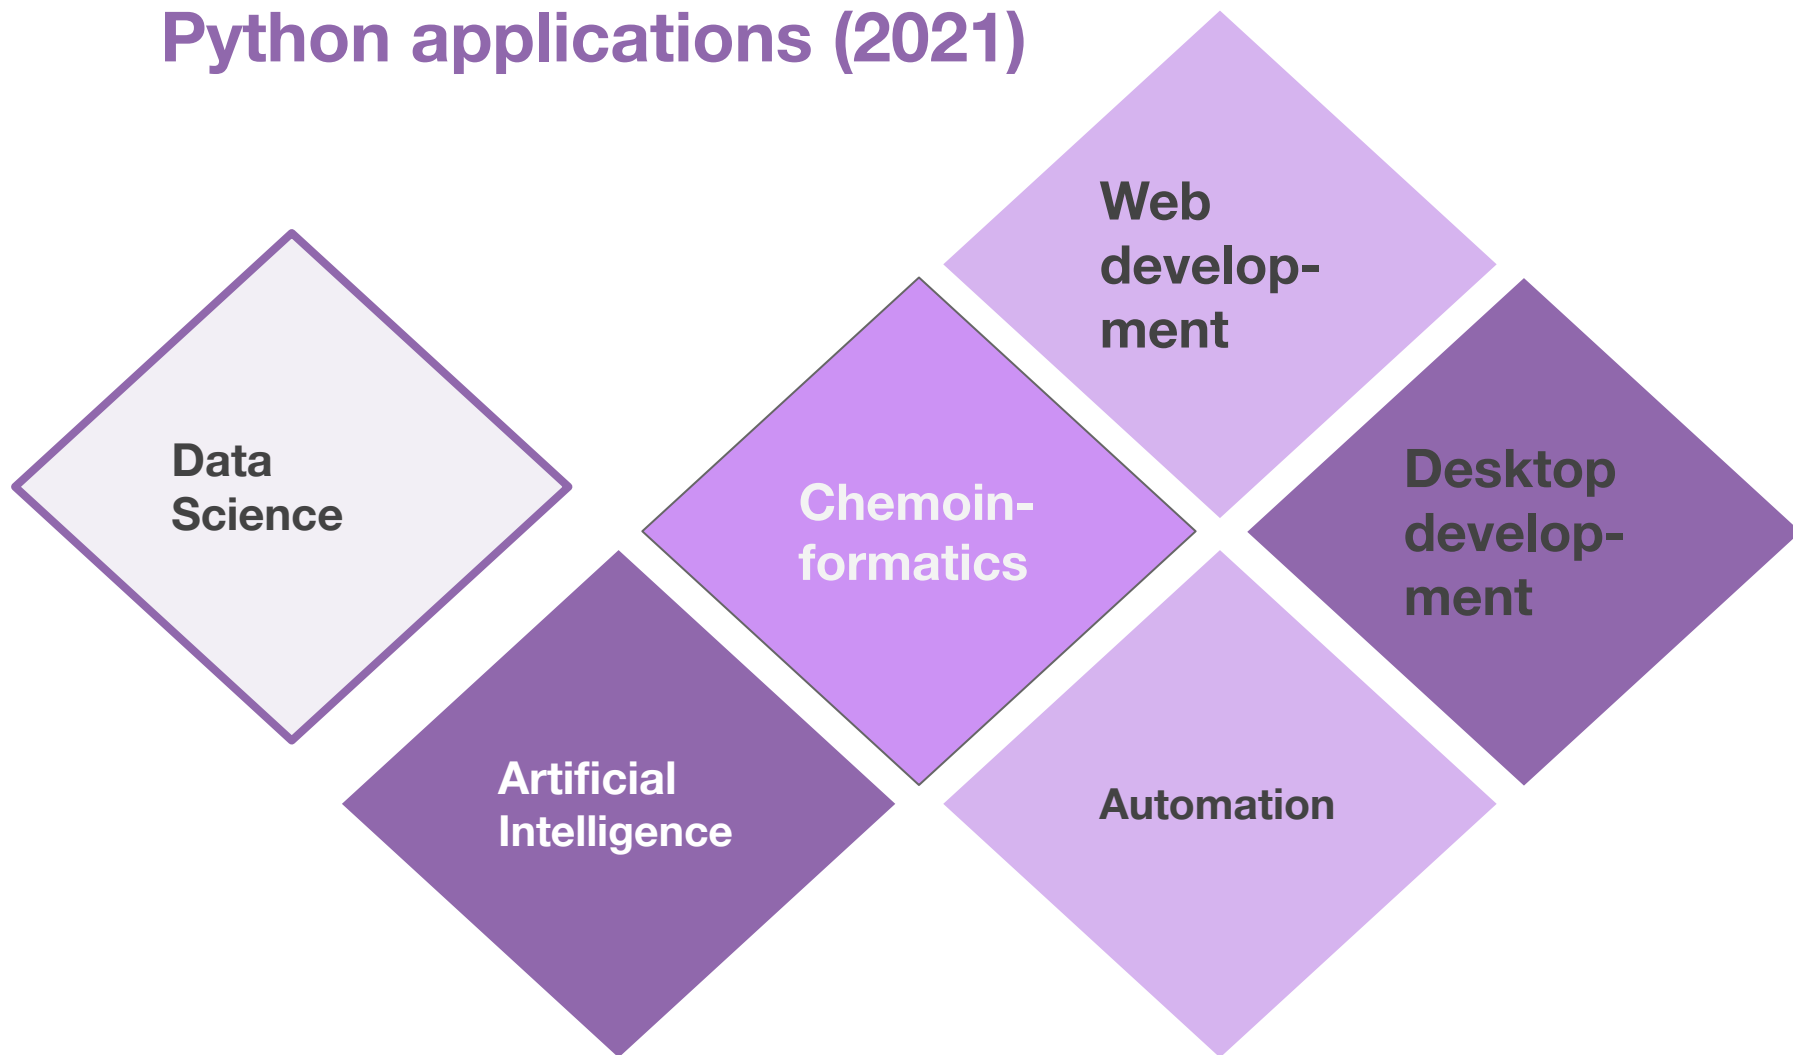 Python applications (2021)
Web
develop-
ment
Data
Science
Chemoin-
formatics
Desktop
develop-
ment
Artificial
Intelligence
Automation